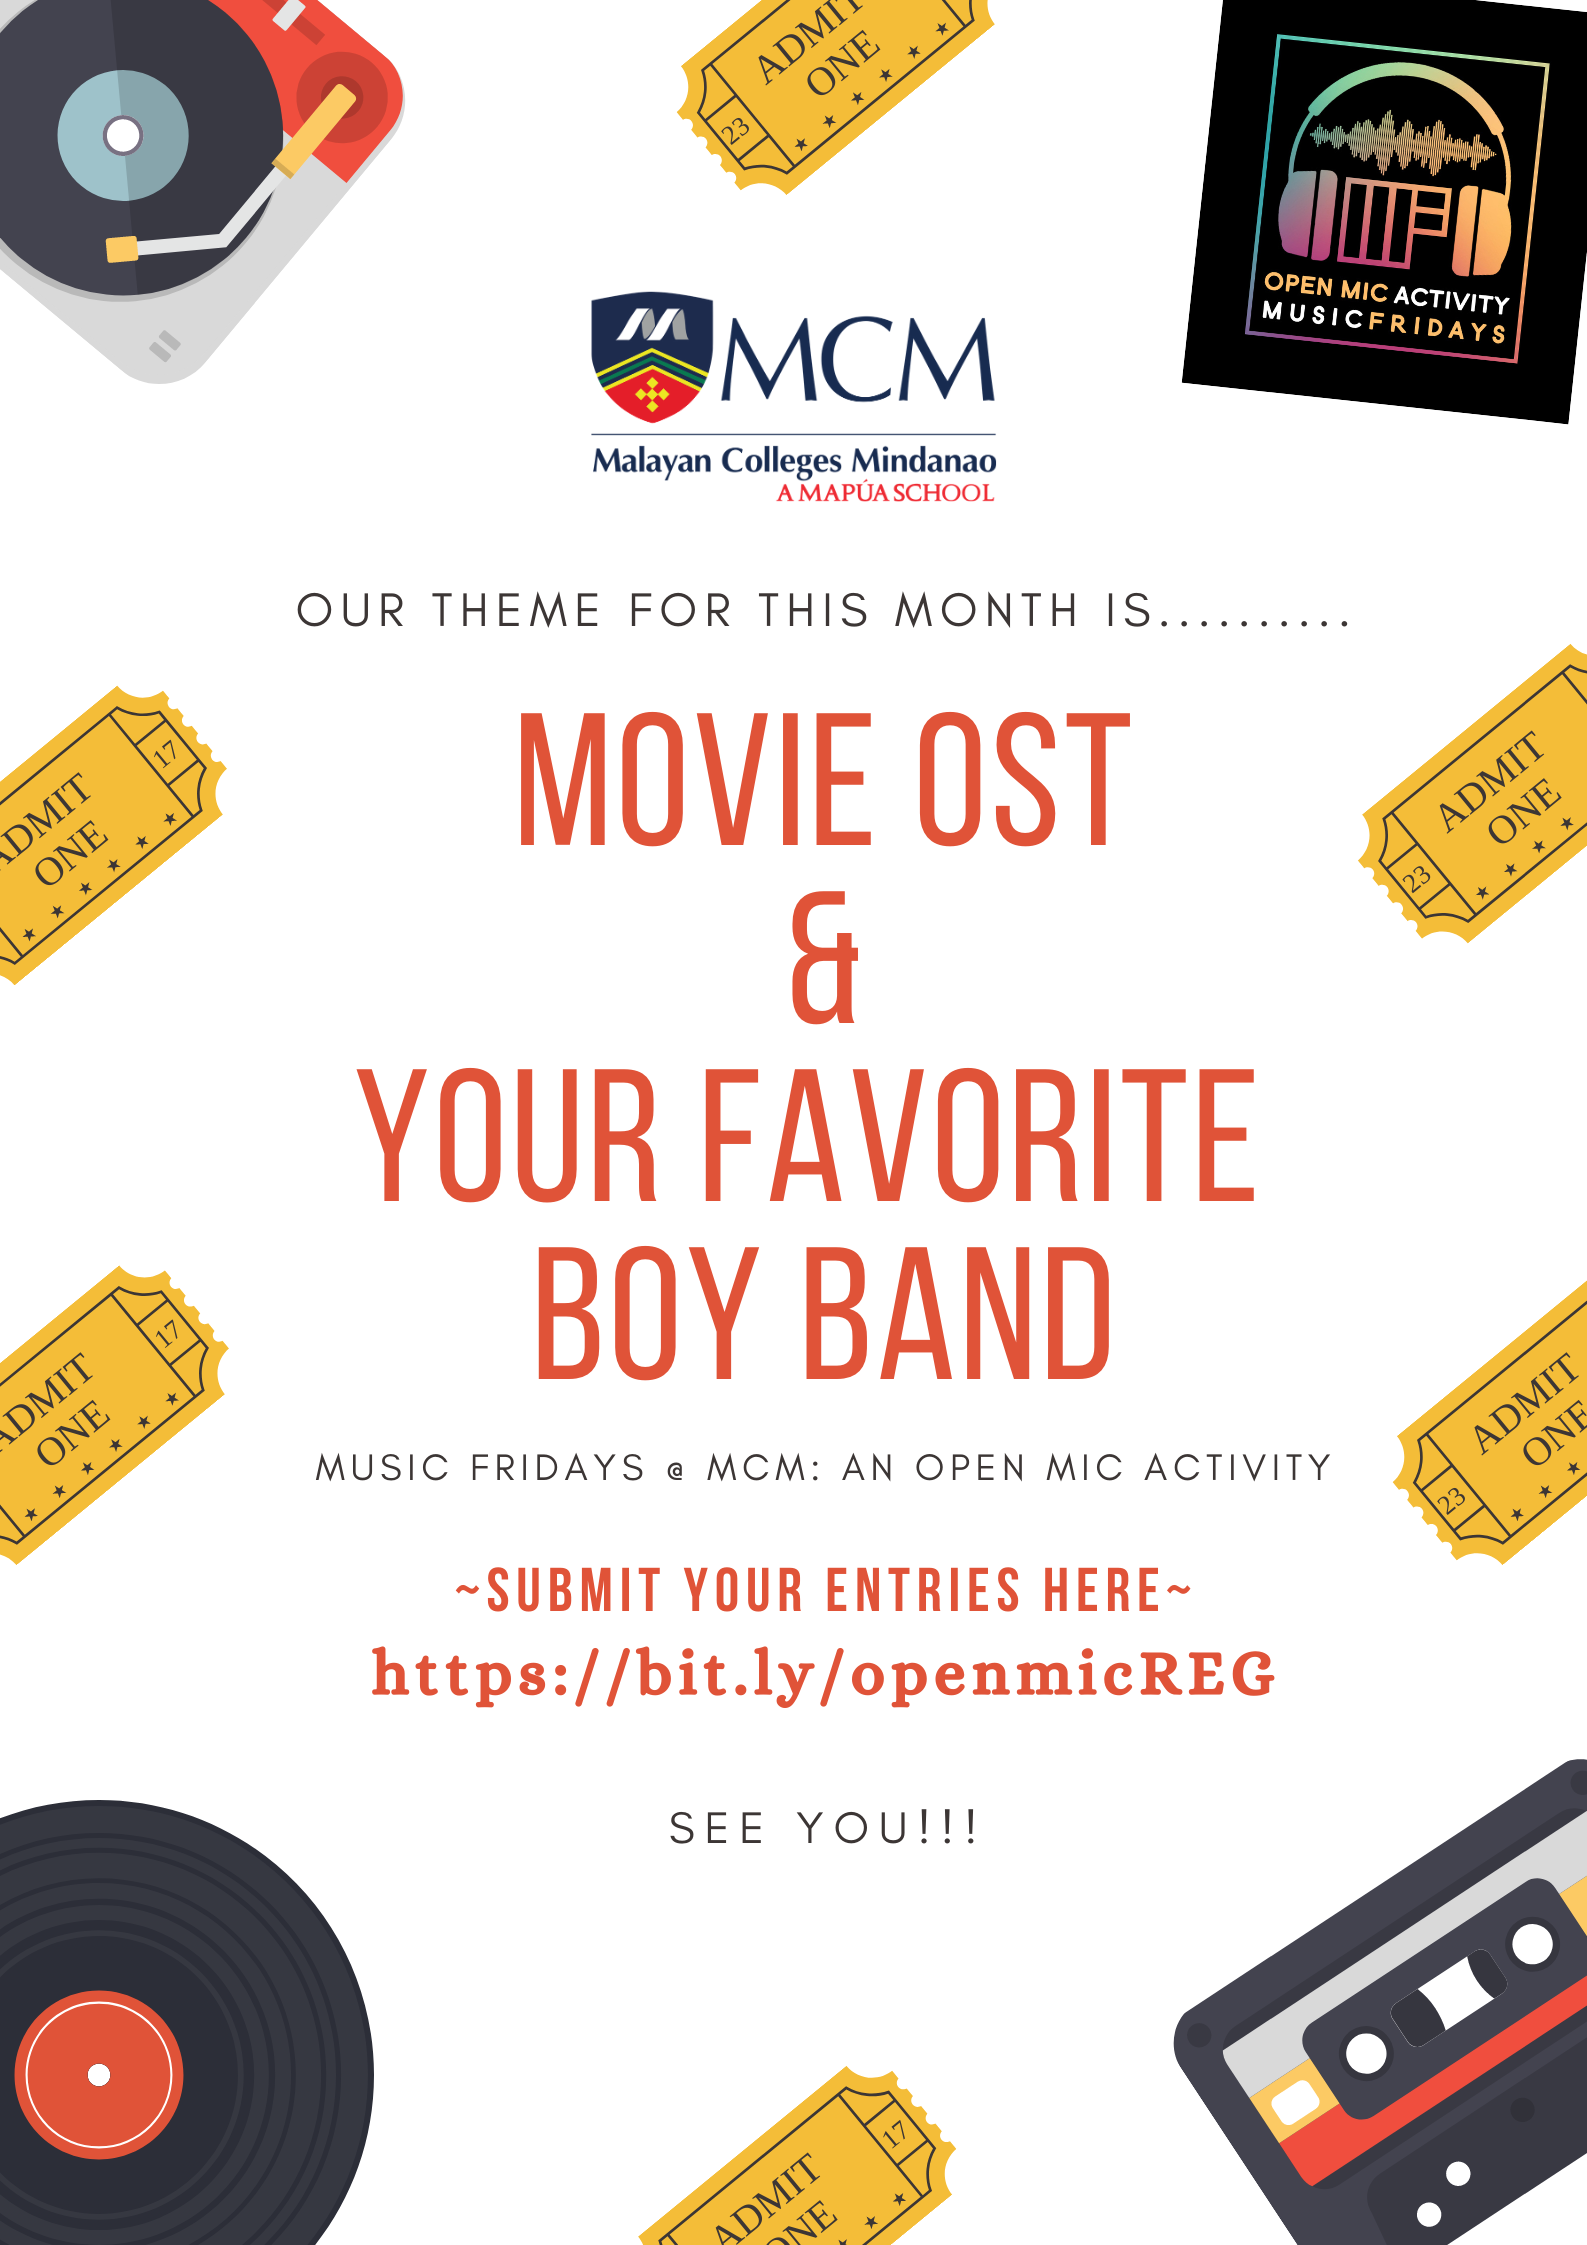 ADMIT
ONE
23
OPEN MIC ACTIVITY
MUSICFRIDAYS
MCM
Malayan Colleges Mindanao
A MAPÚA SCHOOL
OUR THEME FOR THIS MONTH IS..........
17
ADMIT
ONE
ADMIT
ONE
23
MOVIE OST
&
YOUR FAVORITE
BOY BAND
17
ADMIT
ONE
ADMIT
ONE
23
MUSIC FRIDAYS @ MCM: AN OPEN MIC ACTIVITY
~SUBMIT YOUR ENTRIES HERE~
https://bit.ly/openmicREG
SEE YOU!!!
17
ADMIT
ONE